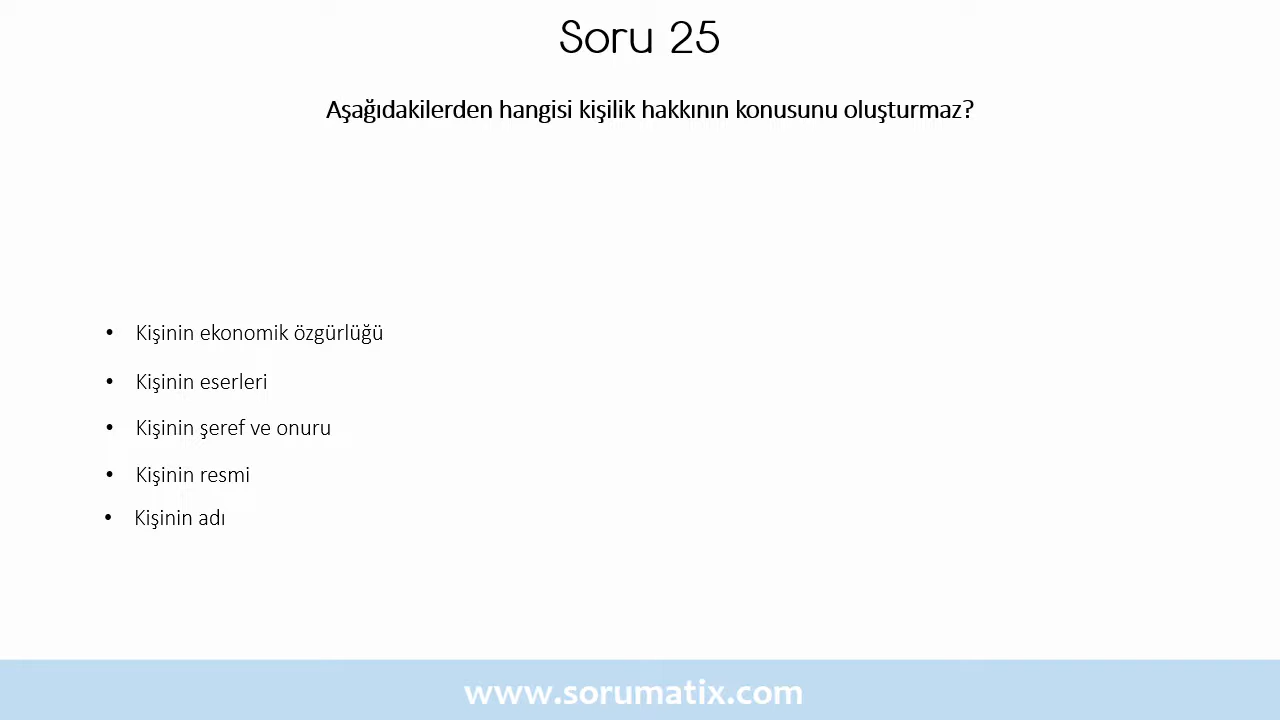 Soru 25
Aşağıdakilerden hangisi kişilik hakkının konusunu oluşturmaz?
• Kişinin ekonomik özgürlüğü
• Kişinin eserleri
• Kişinin şeref ve onuru
• Kişinin resmi
• Kişinin adı
www.sorumatix.com